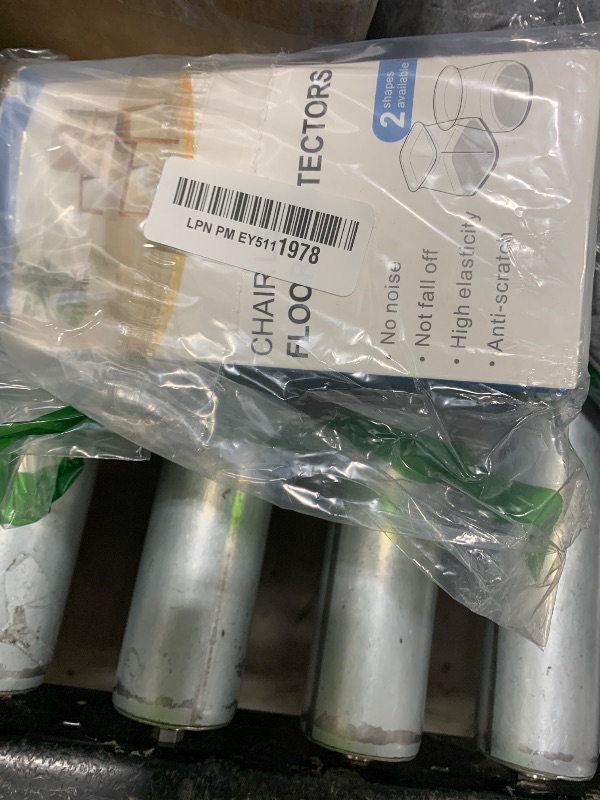 2 shapes
available
CHAIR
FLOO TECTORS
LPN PM EY5111978
• No noise
• Not fall off
• High elasticity
• Anti-scratch